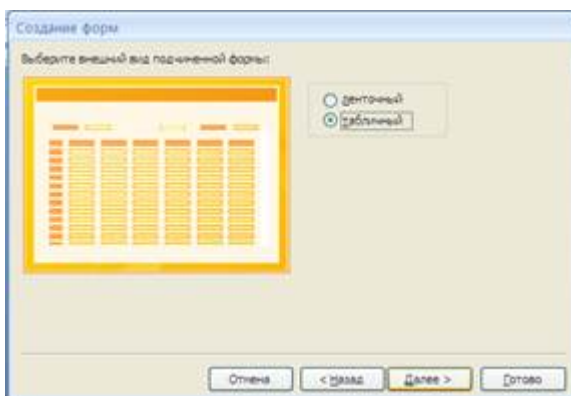 Создание форм
Выберите внешний вид подчиненной формы:
ленточный
табличный
Отмена
< Назад
Далее >
Готово